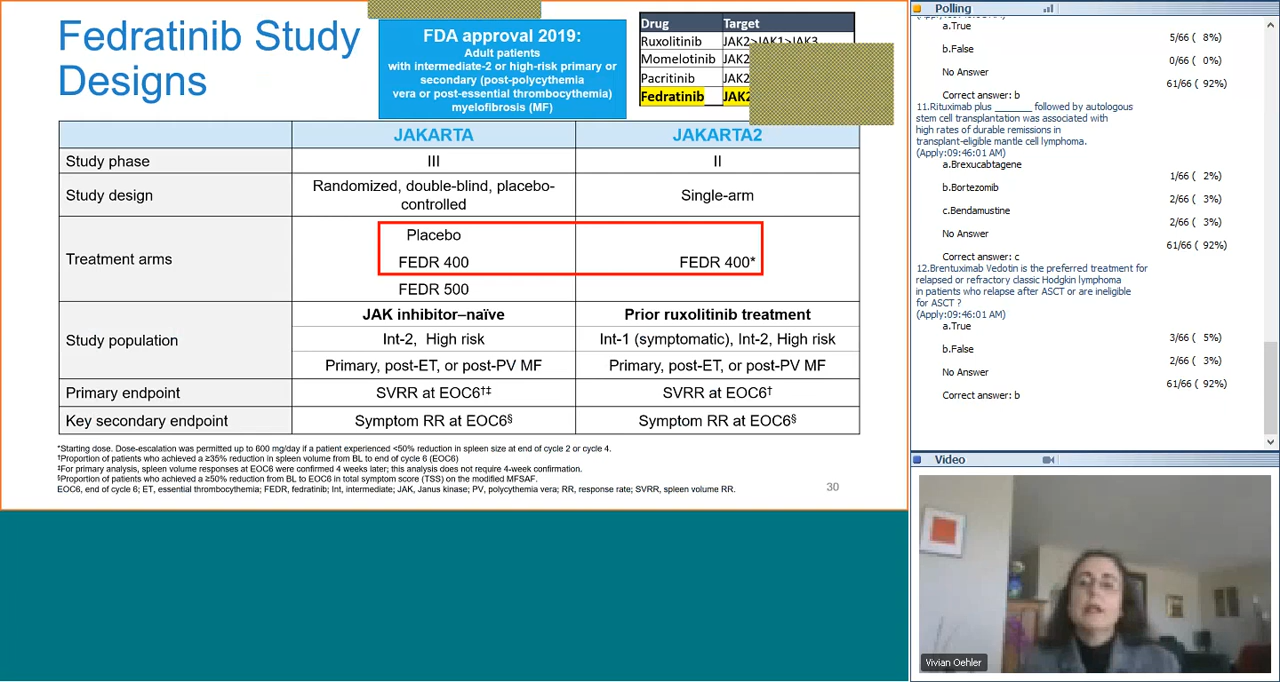 Fedratinib Study
Designs
FDA approval 2019:
Adult patients
with intermediate-2 or high-risk primary or
secondary (post-polycythemia
vera or post-essential thrombocythemia)
myelofibrosis (MF)
Drug Target
Ruxolitinib JAK2>JAK1>JAK3
Momelotinib JAK2
Pacritinib JAK2
Fedratinib JAK2
JAKARTA JAKARTA2
Study phase III II
Study design Randomized, double-blind, placebo-
controlled Single-arm
Treatment arms
Placebo
FEDR 400 FEDR 400*
FEDR 500
Study population
JAK inhibitor–naïve Prior ruxolitinib treatment
Int-2, High risk Int-1 (symptomatic), Int-2, High risk
Primary, post-ET, or post-PV MF Primary, post-ET, or post-PV MF
Primary endpoint SVRR at EOC6†‡ SVRR at EOC6†
Key secondary endpoint Symptom RR at EOC6§ Symptom RR at EOC6§
*Starting dose. Dose-escalation was permitted up to 600 mg/day if a patient experienced <50% reduction in spleen size at end of cycle 2 or cycle 4.
†Proportion of patients who achieved a ≥35% reduction in spleen volume from BL to end of cycle 6 (EOC6)
‡For primary analysis, spleen volume responses at EOC6 were confirmed 4 weeks later; this analysis does not require 4-week confirmation.
§Proportion of patients who achieved a ≥50% reduction from BL to EOC6 in total symptom score (TSS) on the modified MFSAF.
EOC6, end of cycle 6; ET, essential thrombocythemia; FEDR, fedratinib; Int, intermediate; JAK, Janus kinase; PV, polycythemia vera; RR, response rate; SVRR, spleen volume RR.
30
Polling
a.True
5/66 ( 8%)
b.False
0/66 ( 0%)
No Answer
61/66 ( 92%)
Correct answer: b
11.Rituximab plus _______ followed by autologous
stem cell transplantation was associated with
high rates of durable remissions in
transplant-eligible mantle cell lymphoma.
(Apply:09:46:01 AM)
a.Brexucabtagene
1/66 ( 2%)
b.Bortezomib
2/66 ( 3%)
c.Bendamustine
2/66 ( 3%)
No Answer
61/66 ( 92%)
Correct answer: c
12.Brentuximab Vedotin is the preferred treatment for
relapsed or refractory classic Hodgkin lymphoma
in patients who relapse after ASCT or are ineligible
for ASCT ?
(Apply:09:46:01 AM)
a.True
3/66 ( 5%)
b.False
2/66 ( 3%)
No Answer
61/66 ( 92%)
Correct answer: b
Video
Vivian Oehler